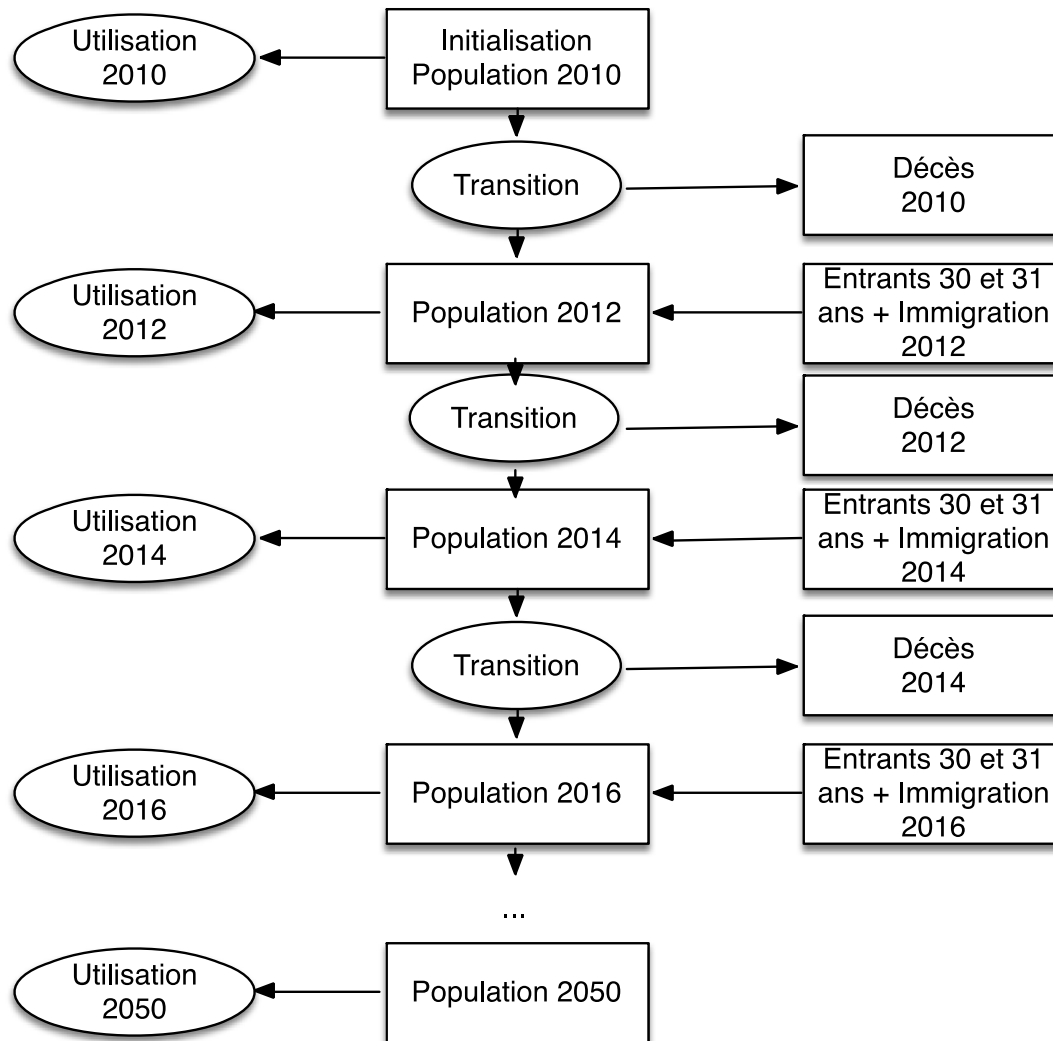 Utilisation
2010
Initialisation
Population 2010
Transition
Décès
2010
Utilisation
2012
Population 2012
Entrants 30 et 31
ans + Immigration
2012
Transition
Décès
2012
Utilisation
2014
Population 2014
Entrants 30 et 31
ans + Immigration
2014
Transition
Décès
2014
Utilisation
2016
Population 2016
Entrants 30 et 31
ans + Immigration
2016
...
Utilisation
2050
Population 2050